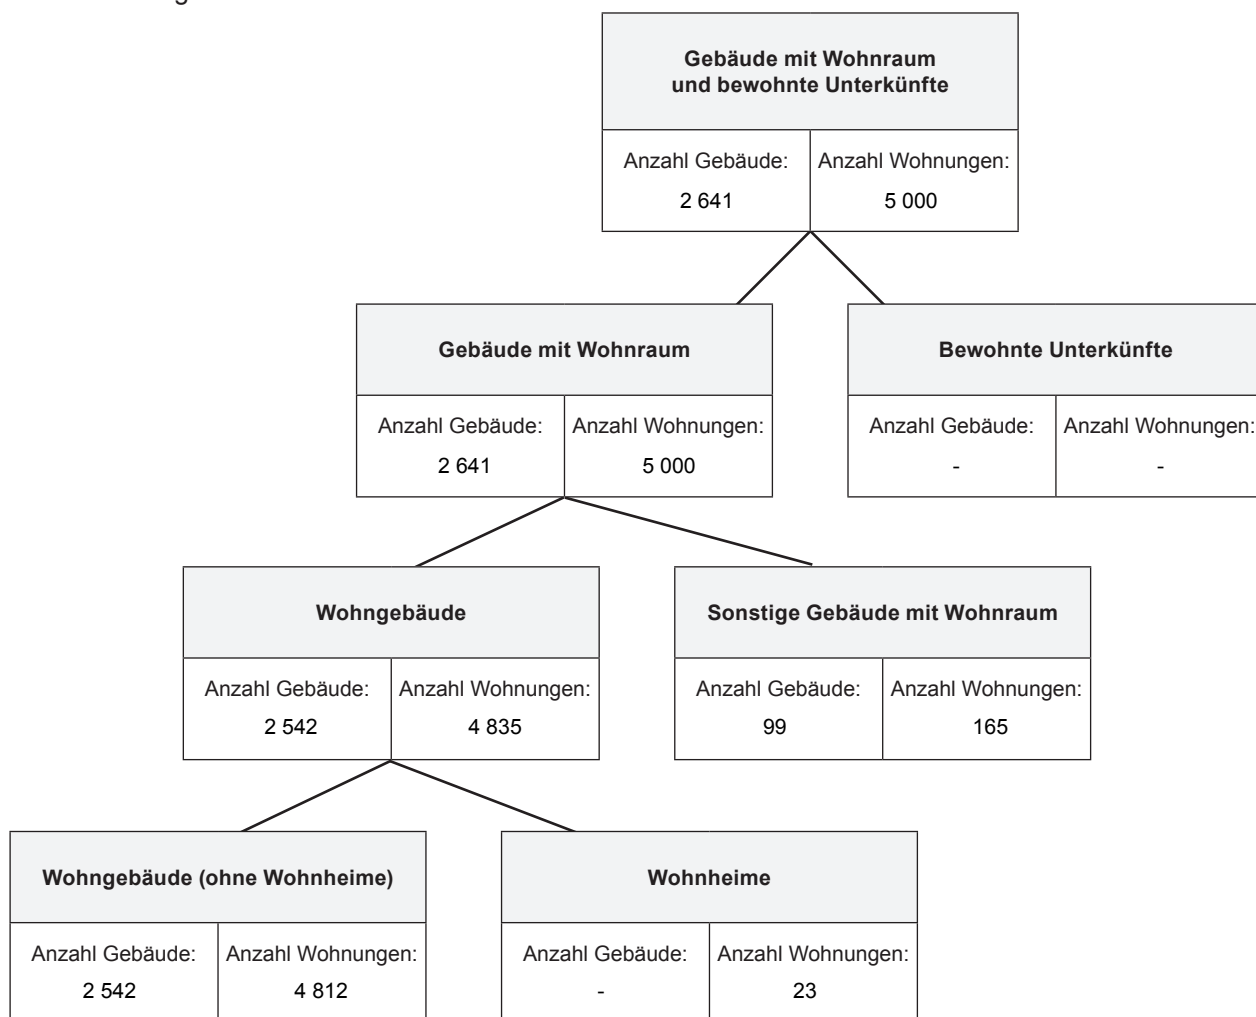 Gebäude mit Wohnraum
und bewohnte Unterkünfte
Anzahl Gebäude: Anzahl Wohnungen:
2 641 5 000
Gebäude mit Wohnraum Bewohnte Unterkünfte
Anzahl Gebäude: Anzahl Wohnungen: Anzahl Gebäude: Anzahl Wohnungen:
2 641 5 000 - -
Wohngebäude Sonstige Gebäude mit Wohnraum
Anzahl Gebäude: Anzahl Wohnungen: Anzahl Gebäude: Anzahl Wohnungen:
2 542 4 835 99 165
Wohngebäude (ohne Wohnheime) Wohnheime
Anzahl Gebäude: Anzahl Wohnungen: Anzahl Gebäude: Anzahl Wohnungen:
2 542 4 812 - 23